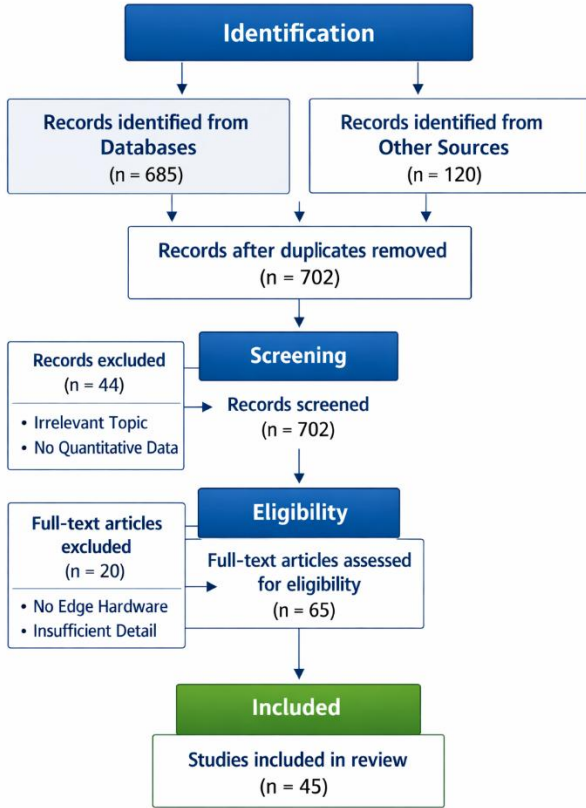 Identification
Records identified from
Databases
(n = 685)
Records identified from
Other Sources
(n = 120)
Records after duplicates removed
(n = 702)
Screening
Records excluded
(n = 44)
• Irrelevant Topic
• No Quantitative Data
Records screened
(n = 702)
Eligibility
Full-text articles
excluded
(n = 20)
• No Edge Hardware
• Insufficient Detail
Full-text articles assessed
for eligibility
(n = 65)
Included
Studies included in review
(n = 45)